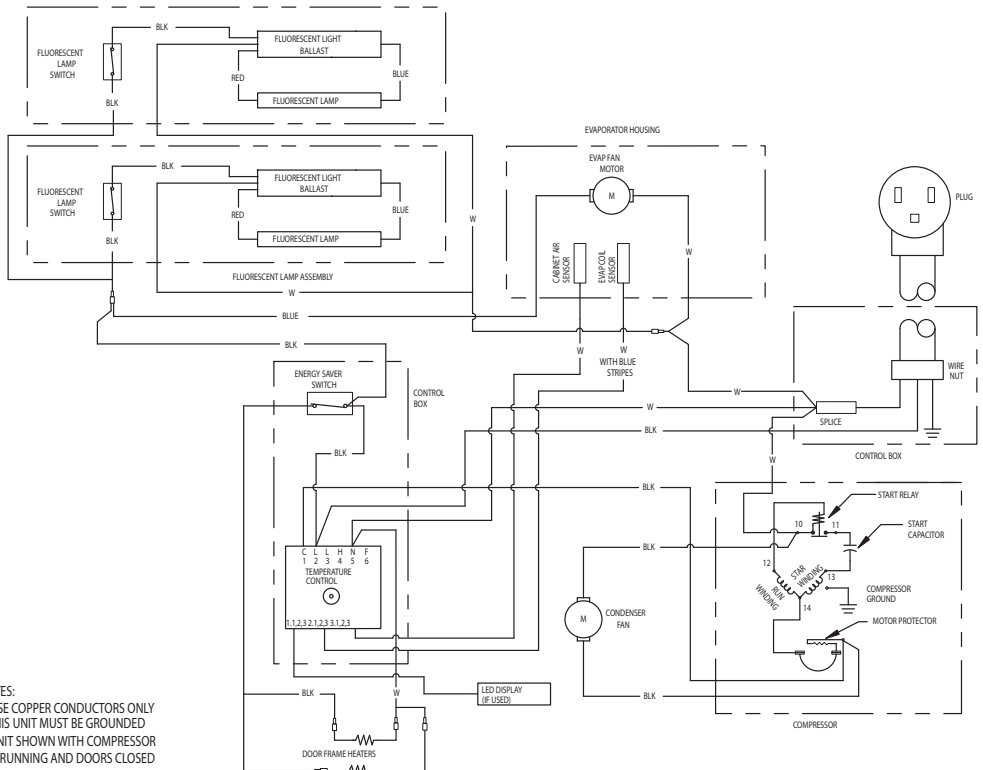 BLK
FLUORESCENT
LAMP
SWITCH
FLUORESCENT LIGHT
BALLAST
RED
BLUE
FLUORESCENT LAMP
BLK
BLK
FLUORESCENT
LAMP
SWITCH
FLUORESCENT LIGHT
BALLAST
RED
BLUE
FLUORESCENT LAMP
BLK
FLUORESCENT LAMP ASSEMBLY
W
W
BLUE
BLK
EVAPORATOR HOUSING
EVAP FAN
MOTOR
M
CABINET AIR
SENSOR
EVAP COIL
SENSOR
W
W
W
WITH BLUE
STRIPES
PLUG
WIRE
NUT
SPLICE
CONTROL BOX
ENERGY SAVER
SWITCH
CONTROL
BOX
BLK
W
W
BLK
W
BLK
C L L H N F
1 2 3 4 5 6
TEMPERATURE
CONTROL
1.1,2,3 2.1,2,3 3.1,2,3
BLK
M
CONDENSER
FAN
BLK
START RELAY
10
11
START
CAPACITOR
12
STAR
WINDING
13
RUN
WINDING
14
COMPRESSOR
GROUND
MOTOR PROTECTOR
COMPRESSOR
LED DISPLAY
(IF USED)
BLK
W
DOOR FRAME HEATERS
TES:
SE COPPER CONDUCTORS ONLY
HIS UNIT MUST BE GROUNDED
NIT SHOWN WITH COMPRESSOR
RUNNING AND DOORS CLOSED